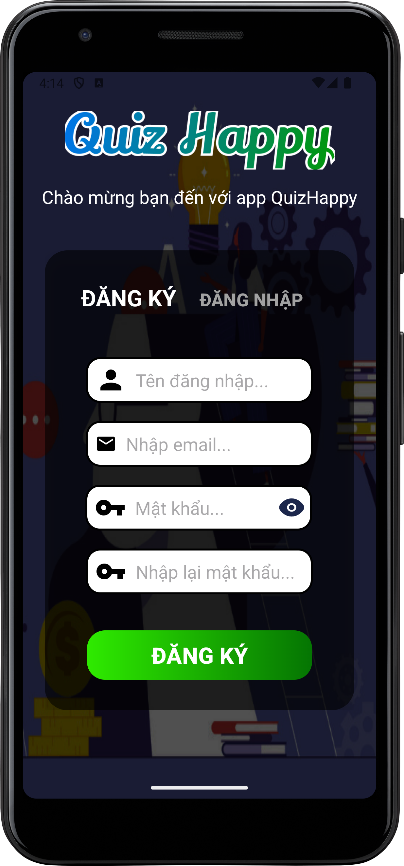 4:14
Quiz Happy
Chào mừng bạn đến với app QuizHappy
ĐĂNG KÝ ĐĂNG NHẬP
Tên đăng nhập...
Nhập email...
Mật khẩu...
Nhập lại mật khẩu...
ĐĂNG KÝ